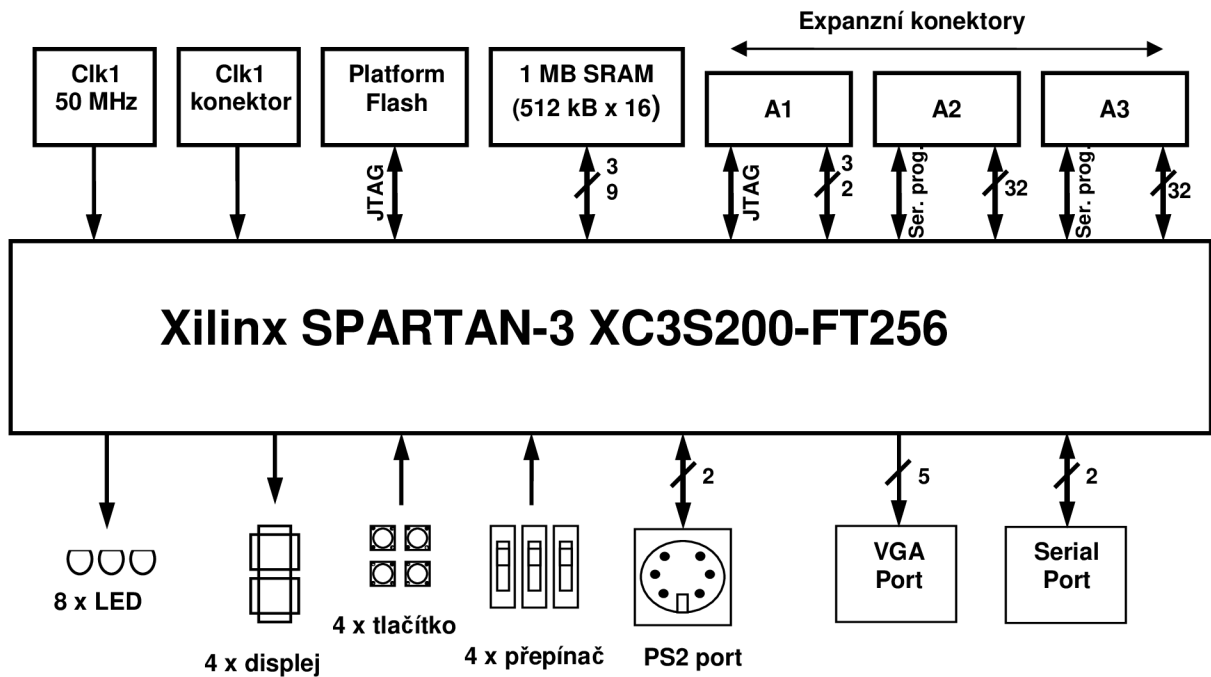 Expanzní konektory
Clk1
50 MHz
Clk1
konektor
Platform
Flash
1 MB SRAM
(512 kB x 16)
A1
A2
A3
JTAG
3
9
JTAG
3
2
Ser. prog.
32
Ser. prog.
32
Xilinx SPARTAN-3 XC3S200-FT256
2
5
2
8 x LED
4 x displej
4 x tlačítko
4 x přepínač
PS2 port
VGA
Port
Serial
Port